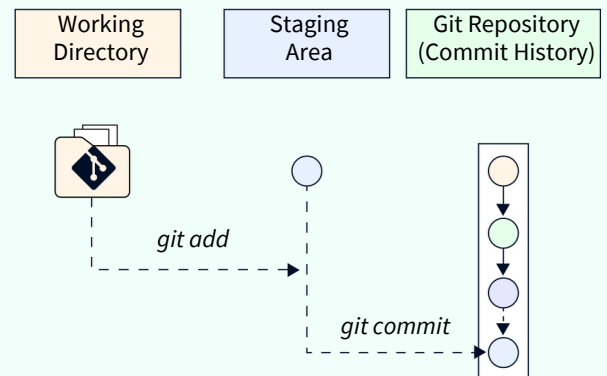 Working
Directory
Staging
Area
Git Repository
(Commit History)
git add
git commit